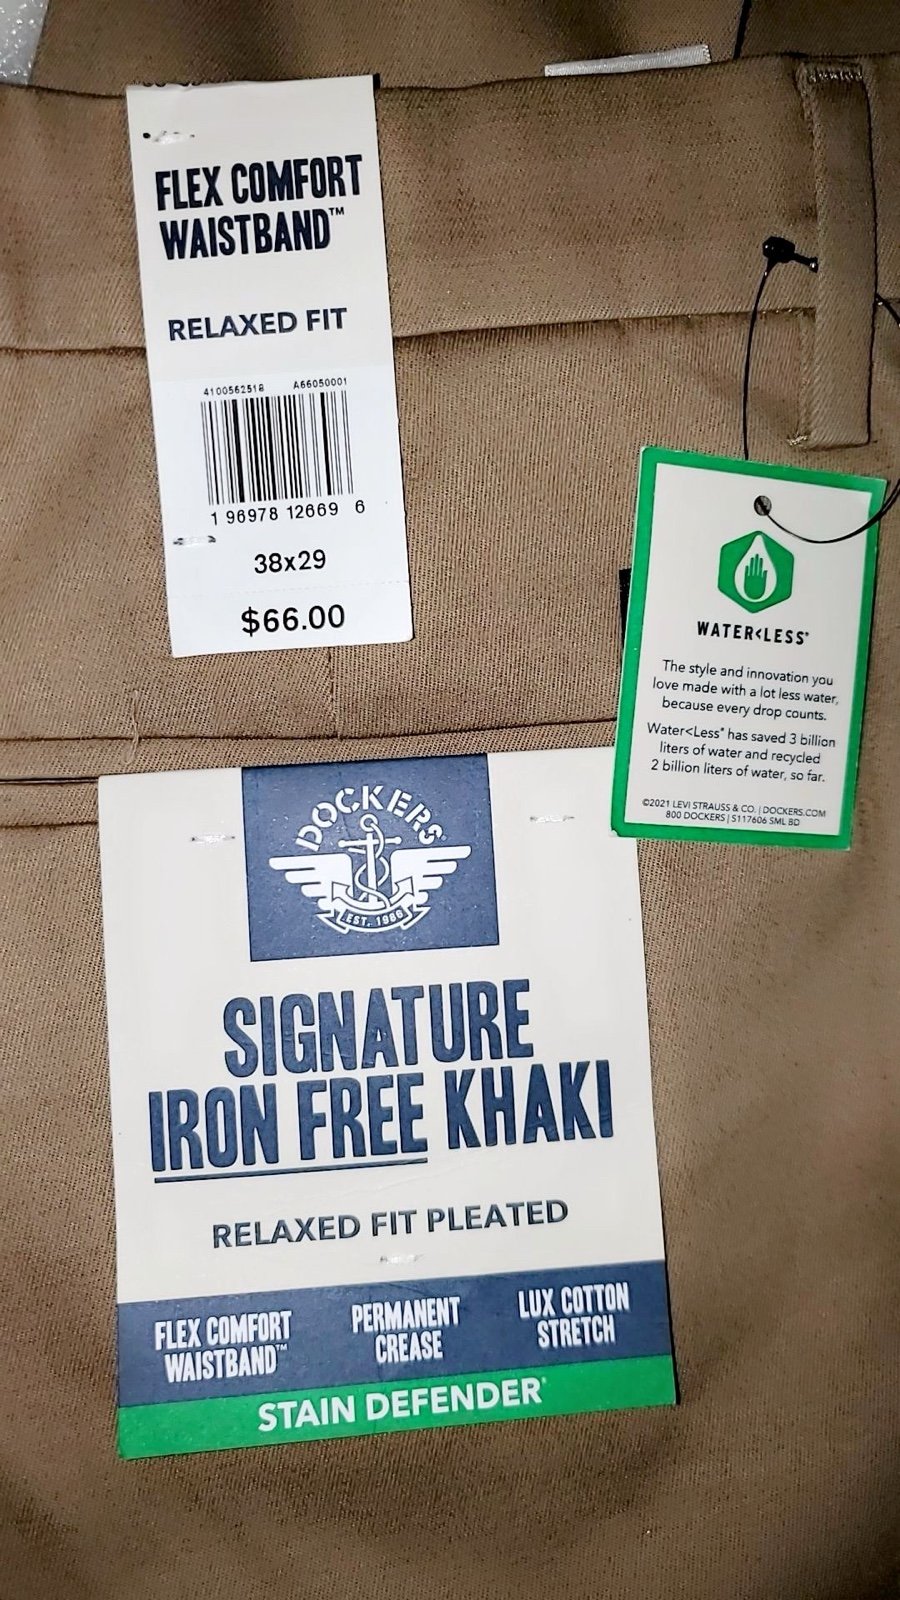 FLEX COMFORT
WAISTBAND™
RELAXED FIT
4100562518 A66050001
1 96978 12669 6
38x29
$66.00
WATER<LESS®
The style and innovation you
love made with a lot less water,
because every drop counts.
Water<Less® has saved 3 billion
liters of water and recycled
2 billion liters of water, so far.
©2021 LEVI STRAUSS & CO. | DOCKERS.COM
800 DOCKERS | S117606 SML BD
DOCKERS®
EST. 1986
SIGNATURE
IRON FREE KHAKI
RELAXED FIT PLEATED
FLEX COMFORT
WAISTBAND™
PERMANENT
CREASE
LUX COTTON
STRETCH
STAIN DEFENDER®